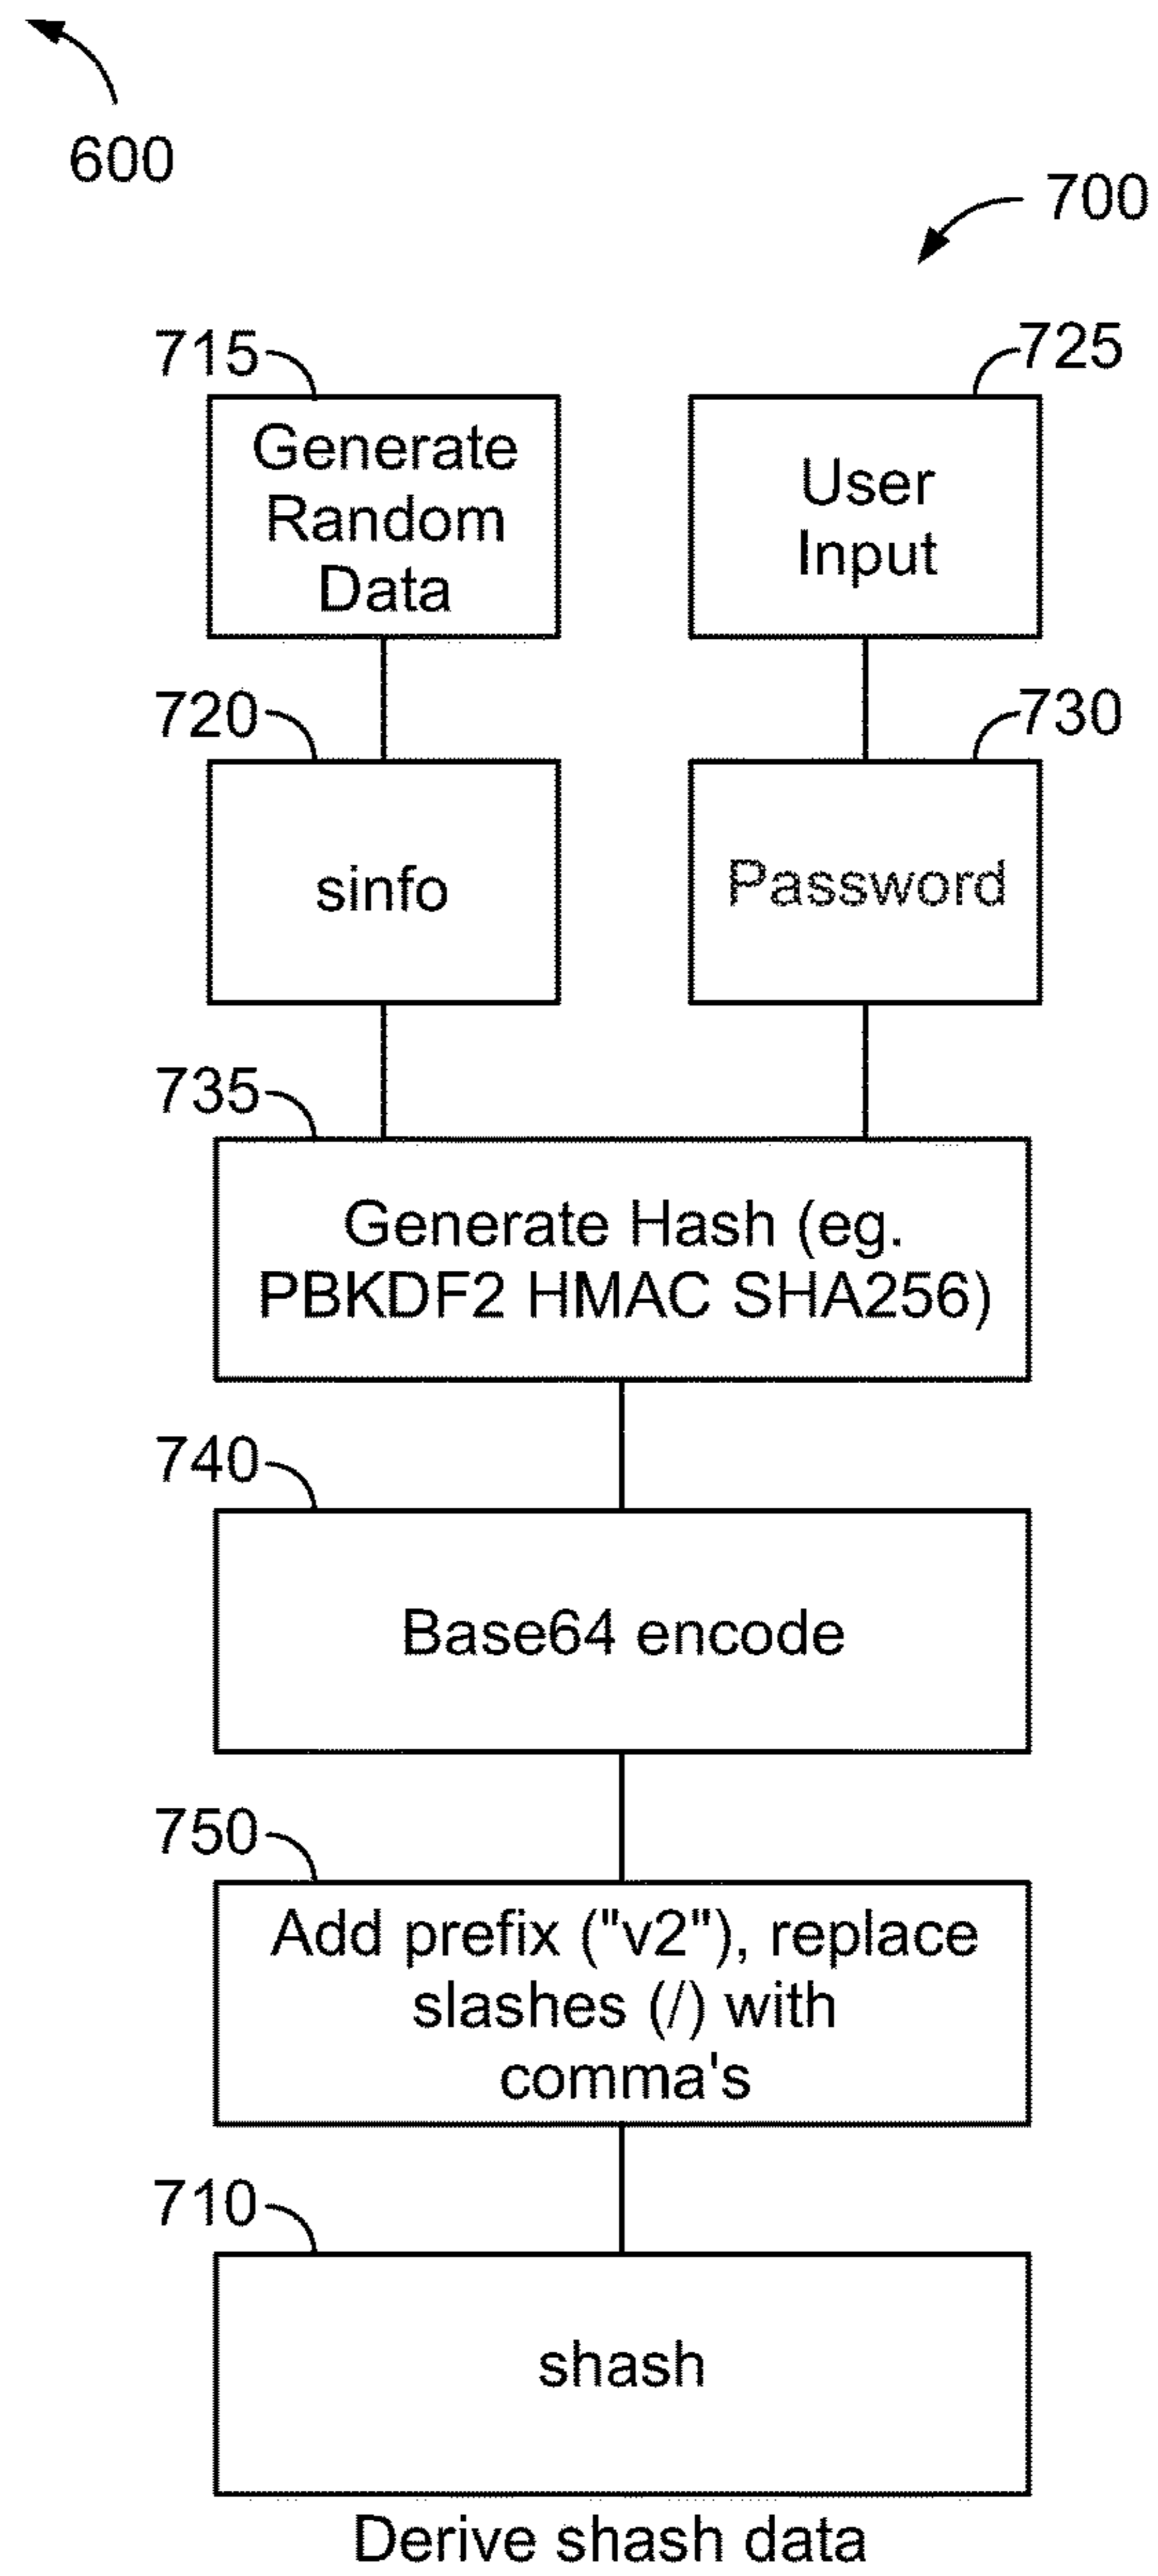 600
700
715
725
Generate
Random
Data
User
Input
720
730
sinfo
Password
735
Generate Hash (eg.
PBKDF2 HMAC SHA256)
740
Base64 encode
750
Add prefix ("v2"), replace
slashes (/) with
comma's
710
shash
Derive shash data